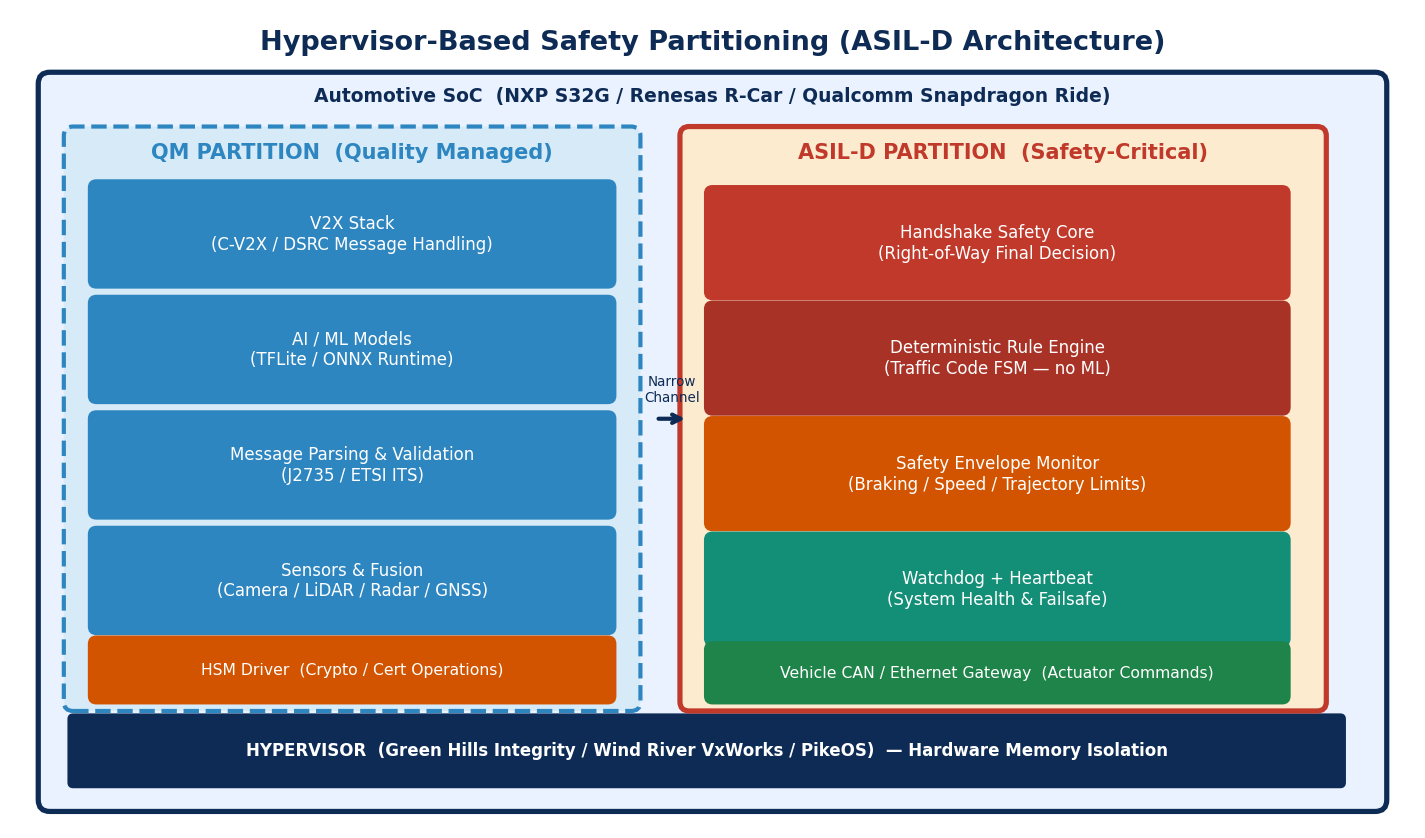 Hypervisor-Based Safety Partitioning (ASIL-D Architecture)
Automotive SoC  (NXP S32G / Renesas R-Car / Qualcomm Snapdragon Ride)
QM PARTITION  (Quality Managed)
V2X Stack
(C-V2X / DSRC Message Handling)
AI / ML Models
(TFLite / ONNX Runtime)
Message Parsing & Validation
(J2735 / ETSI ITS)
Sensors & Fusion
(Camera / LiDAR / Radar / GNSS)
HSM Driver  (Crypto / Cert Operations)
Narrow
Channel
ASIL-D PARTITION  (Safety-Critical)
Handshake Safety Core
(Right-of-Way Final Decision)
Deterministic Rule Engine
(Traffic Code FSM — no ML)
Safety Envelope Monitor
(Braking / Speed / Trajectory Limits)
Watchdog + Heartbeat
(System Health & Failsafe)
Vehicle CAN / Ethernet Gateway  (Actuator Commands)
HYPERVISOR  (Green Hills Integrity / Wind River VxWorks / PikeOS)  — Hardware Memory Isolation